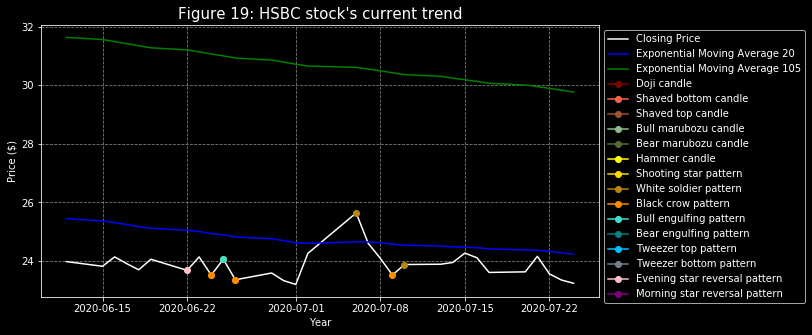 Figure 19: HSBC stock's current trend
32
30
28
26
24
Price ($)
2020-06-15
2020-06-22
2020-07-01
2020-07-08
2020-07-15
2020-07-22
Year
Closing Price
Exponential Moving Average 20
Exponential Moving Average 105
Doji candle
Shaved bottom candle
Shaved top candle
Bull marubozu candle
Bear marubozu candle
Hammer candle
Shooting star pattern
White soldier pattern
Black crow pattern
Bull engulfing pattern
Bear engulfing pattern
Tweezer top pattern
Tweezer bottom pattern
Evening star reversal pattern
Morning star reversal pattern